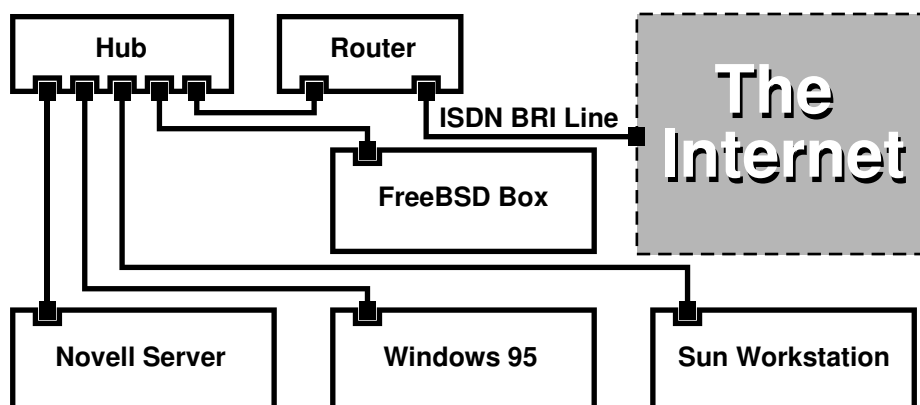 Hub
Router
The
Internet
ISDN BRI Line
FreeBSD Box
Novell Server
Windows 95
Sun Workstation